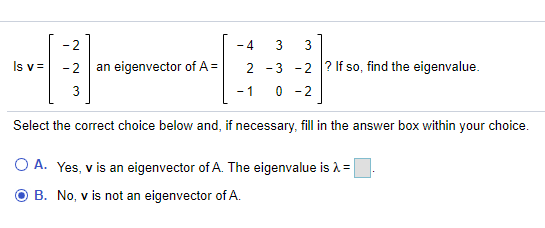 -2 -4 3 3
Is v = -2 an eigenvector of A = 2 -3 -2 ? If so, find the eigenvalue.
3 -1 0 -2
Select the correct choice below and, if necessary, fill in the answer box within your choice.
A. Yes, v is an eigenvector of A. The eigenvalue is λ = .
B. No, v is not an eigenvector of A.